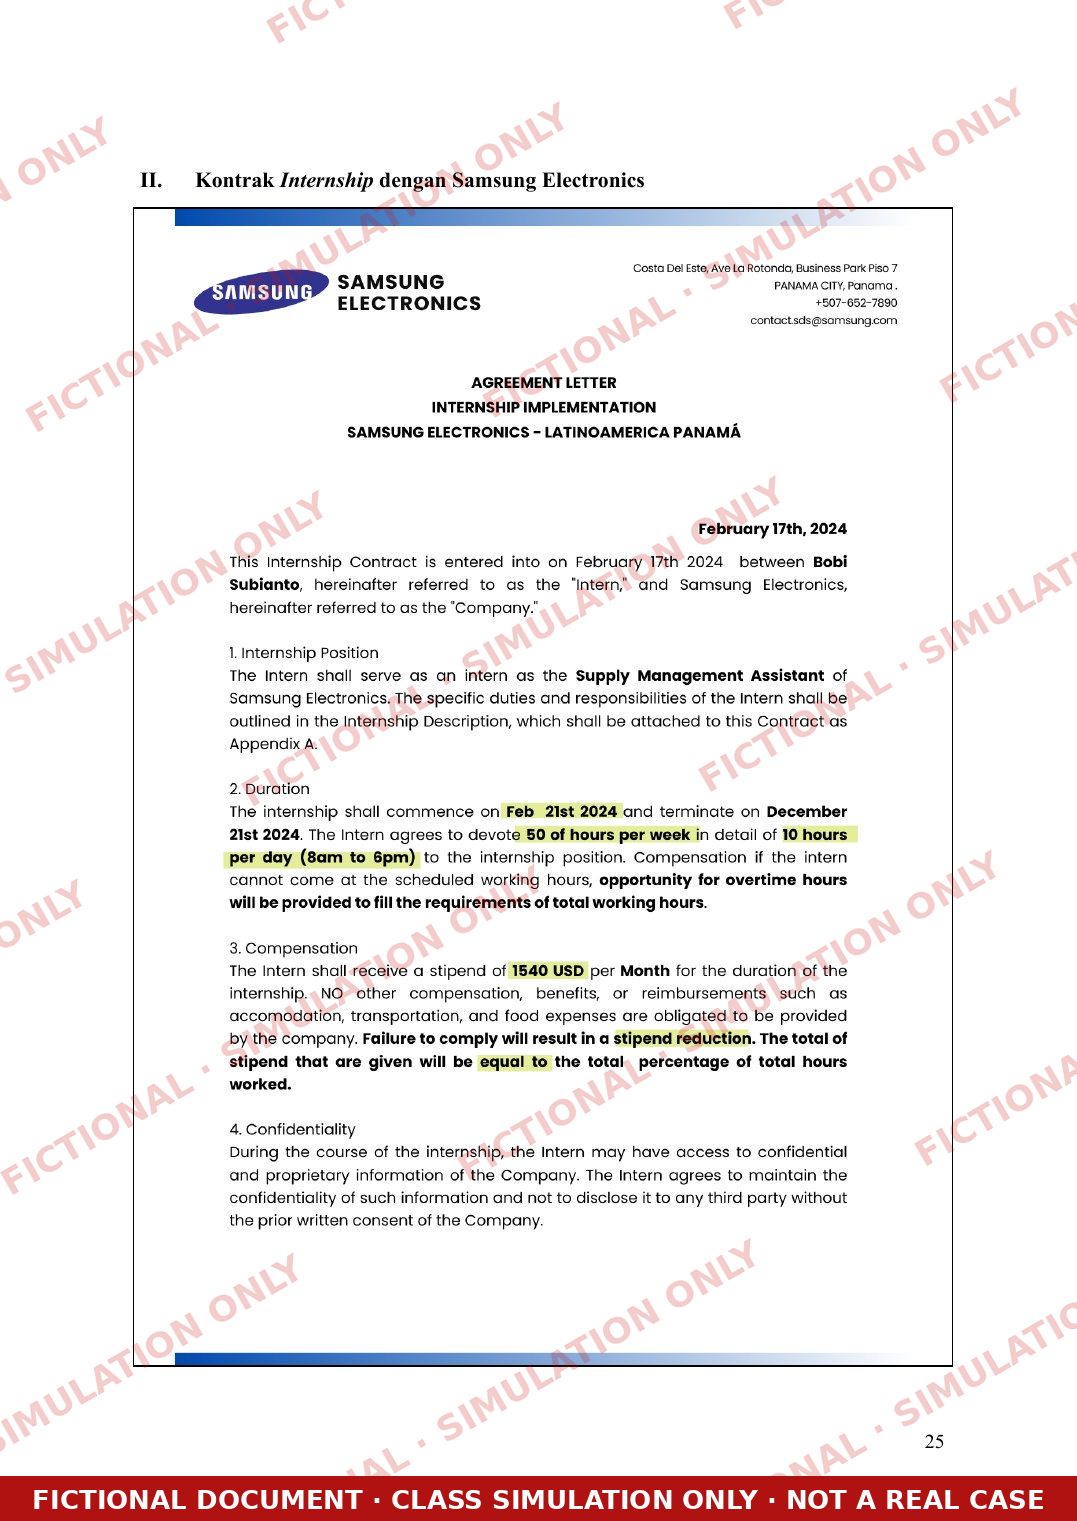 II. Kontrak Internship dengan Samsung Electronics
SAMSUNG
SAMSUNG
ELECTRONICS
Costa Del Este, Ave La Rotonda, Business Park Piso 7
PANAMA CITY, Panama .
+507-652-7890
contact.sds@samsung.com
AGREEMENT LETTER
INTERNSHIP IMPLEMENTATION
SAMSUNG ELECTRONICS - LATINOAMERICA PANAMÁ
February 17th, 2024
This Internship Contract is entered into on February 17th 2024 between Bobi
Subianto, hereinafter referred to as the "Intern," and Samsung Electronics,
hereinafter referred to as the "Company."
1. Internship Position
The Intern shall serve as an intern as the Supply Management Assistant of
Samsung Electronics. The specific duties and responsibilities of the Intern shall be
outlined in the Internship Description, which shall be attached to this Contract as
Appendix A.
2. Duration
The internship shall commence on Feb 21st 2024 and terminate on December
21st 2024. The Intern agrees to devote 50 of hours per week in detail of 10 hours
per day (8am to 6pm) to the internship position. Compensation if the intern
cannot come at the scheduled working hours, opportunity for overtime hours
will be provided to fill the requirements of total working hours.
3. Compensation
The Intern shall receive a stipend of 1540 USD per Month for the duration of the
internship. NO other compensation, benefits, or reimbursements such as
accomodation, transportation, and food expenses are obligated to be provided
by the company. Failure to comply will result in a stipend reduction. The total of
stipend that are given will be equal to the total percentage of total hours
worked.
4. Confidentiality
During the course of the internship, the Intern may have access to confidential
and proprietary information of the Company. The Intern agrees to maintain the
confidentiality of such information and not to disclose it to any third party without
the prior written consent of the Company.
25
FICTIONAL · SIMULATION ONLY
FICTIONAL DOCUMENT · CLASS SIMULATION ONLY · NOT A REAL CASE